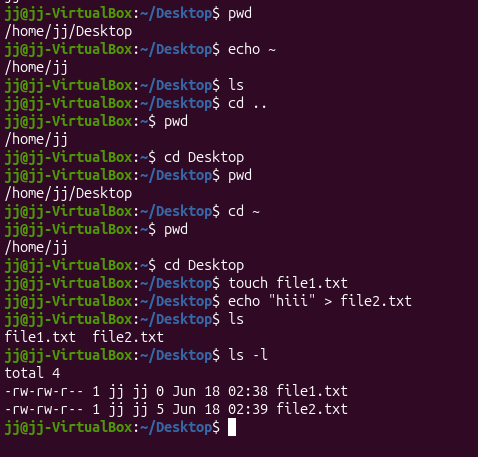 jj@jj-VirtualBox:~/Desktop$ pwd
/home/jj/Desktop
jj@jj-VirtualBox:~/Desktop$ echo ~
/home/jj
jj@jj-VirtualBox:~/Desktop$ ls
jj@jj-VirtualBox:~/Desktop$ cd ..
jj@jj-VirtualBox:~$ pwd
/home/jj
jj@jj-VirtualBox:~$ cd Desktop
jj@jj-VirtualBox:~/Desktop$ pwd
/home/jj/Desktop
jj@jj-VirtualBox:~/Desktop$ cd ~
jj@jj-VirtualBox:~$ pwd
/home/jj
jj@jj-VirtualBox:~$ cd Desktop
jj@jj-VirtualBox:~/Desktop$ touch file1.txt
jj@jj-VirtualBox:~/Desktop$ echo "hiii" > file2.txt
jj@jj-VirtualBox:~/Desktop$ ls
file1.txt  file2.txt
jj@jj-VirtualBox:~/Desktop$ ls -l
total 4
-rw-rw-r-- 1 jj jj 0 Jun 18 02:38 file1.txt
-rw-rw-r-- 1 jj jj 5 Jun 18 02:39 file2.txt
jj@jj-VirtualBox:~/Desktop$